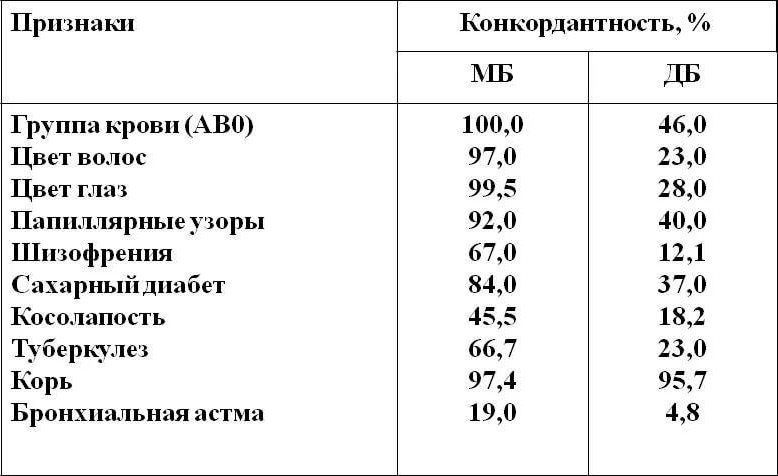 Признаки Конкордантность, %
МБ ДБ
Группа крови (АВ0) 100,0 46,0
Цвет волос 97,0 23,0
Цвет глаз 99,5 28,0
Папиллярные узоры 92,0 40,0
Шизофрения 67,0 12,1
Сахарный диабет 84,0 37,0
Косолапость 45,5 18,2
Туберкулез 66,7 23,0
Корь 97,4 95,7
Бронхиальная астма 19,0 4,8